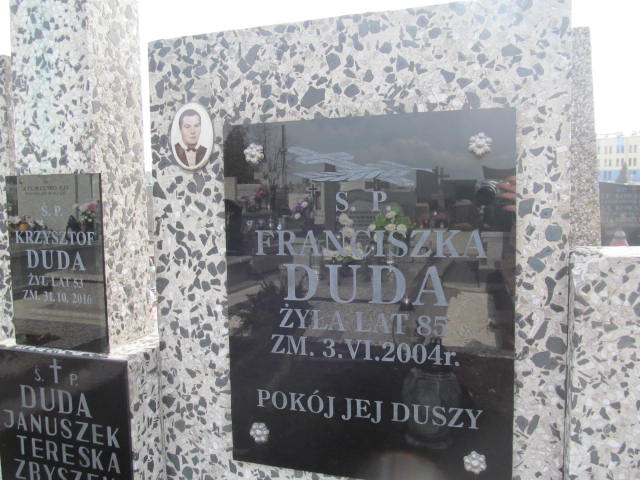 Ś. P.
KRZYSZTOF
DUDA
ŻYŁ LAT 53
ZM. 31. 10. 2016
Ś. P.
DUDA
JANUSZEK
TERESKA
ZBYSZEK
Ś. P.
FRANCISZKA
DUDA
ŻYŁA LAT 85
ZM. 3.VI.2004r.
POKÓJ JEJ DUSZY